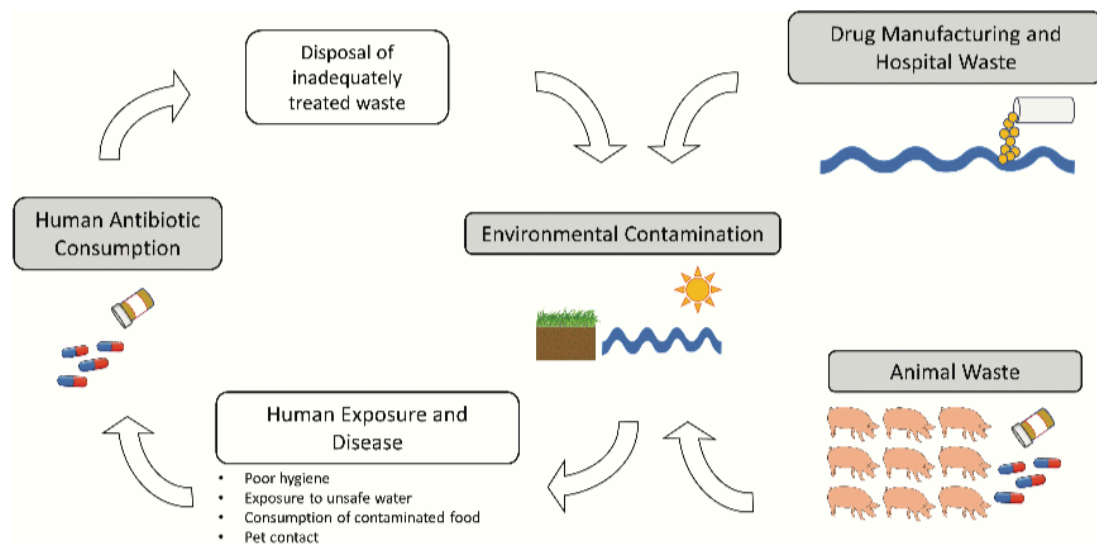 Disposal of
inadequately
treated waste
Drug Manufacturing and
Hospital Waste
Human Antibiotic
Consumption
Environmental Contamination
Animal Waste
Human Exposure and
Disease
• Poor hygiene
• Exposure to unsafe water
• Consumption of contaminated food
• Pet contact